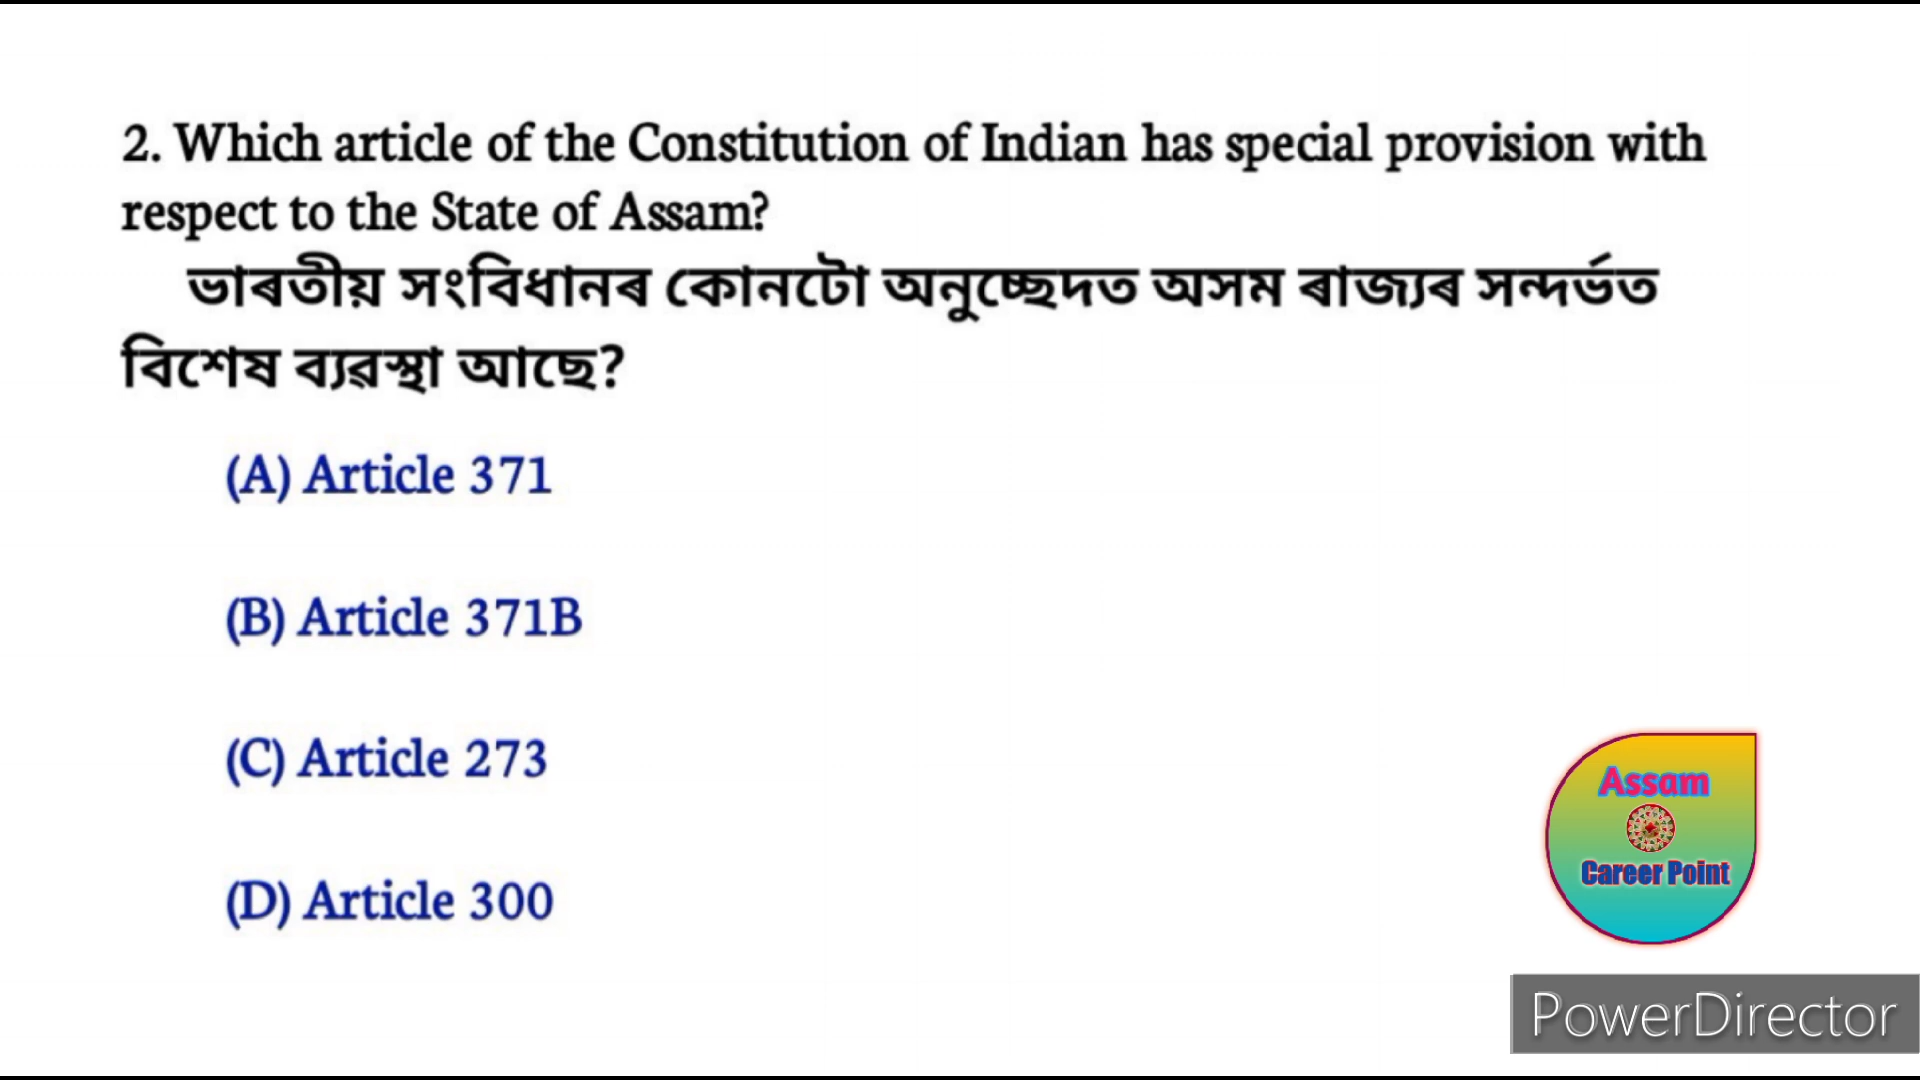 2. Which article of the Constitution of Indian has special provision with
respect to the State of Assam?
ভাৰতীয় সংবিধানৰ কোনটো অনুচ্ছেদত অসম ৰাজ্যৰ সন্দৰ্ভত
বিশেষ ব্যৱস্থা আছে?
(A) Article 371
(B) Article 371B
(C) Article 273
(D) Article 300
Assam
Career Point
PowerDirector